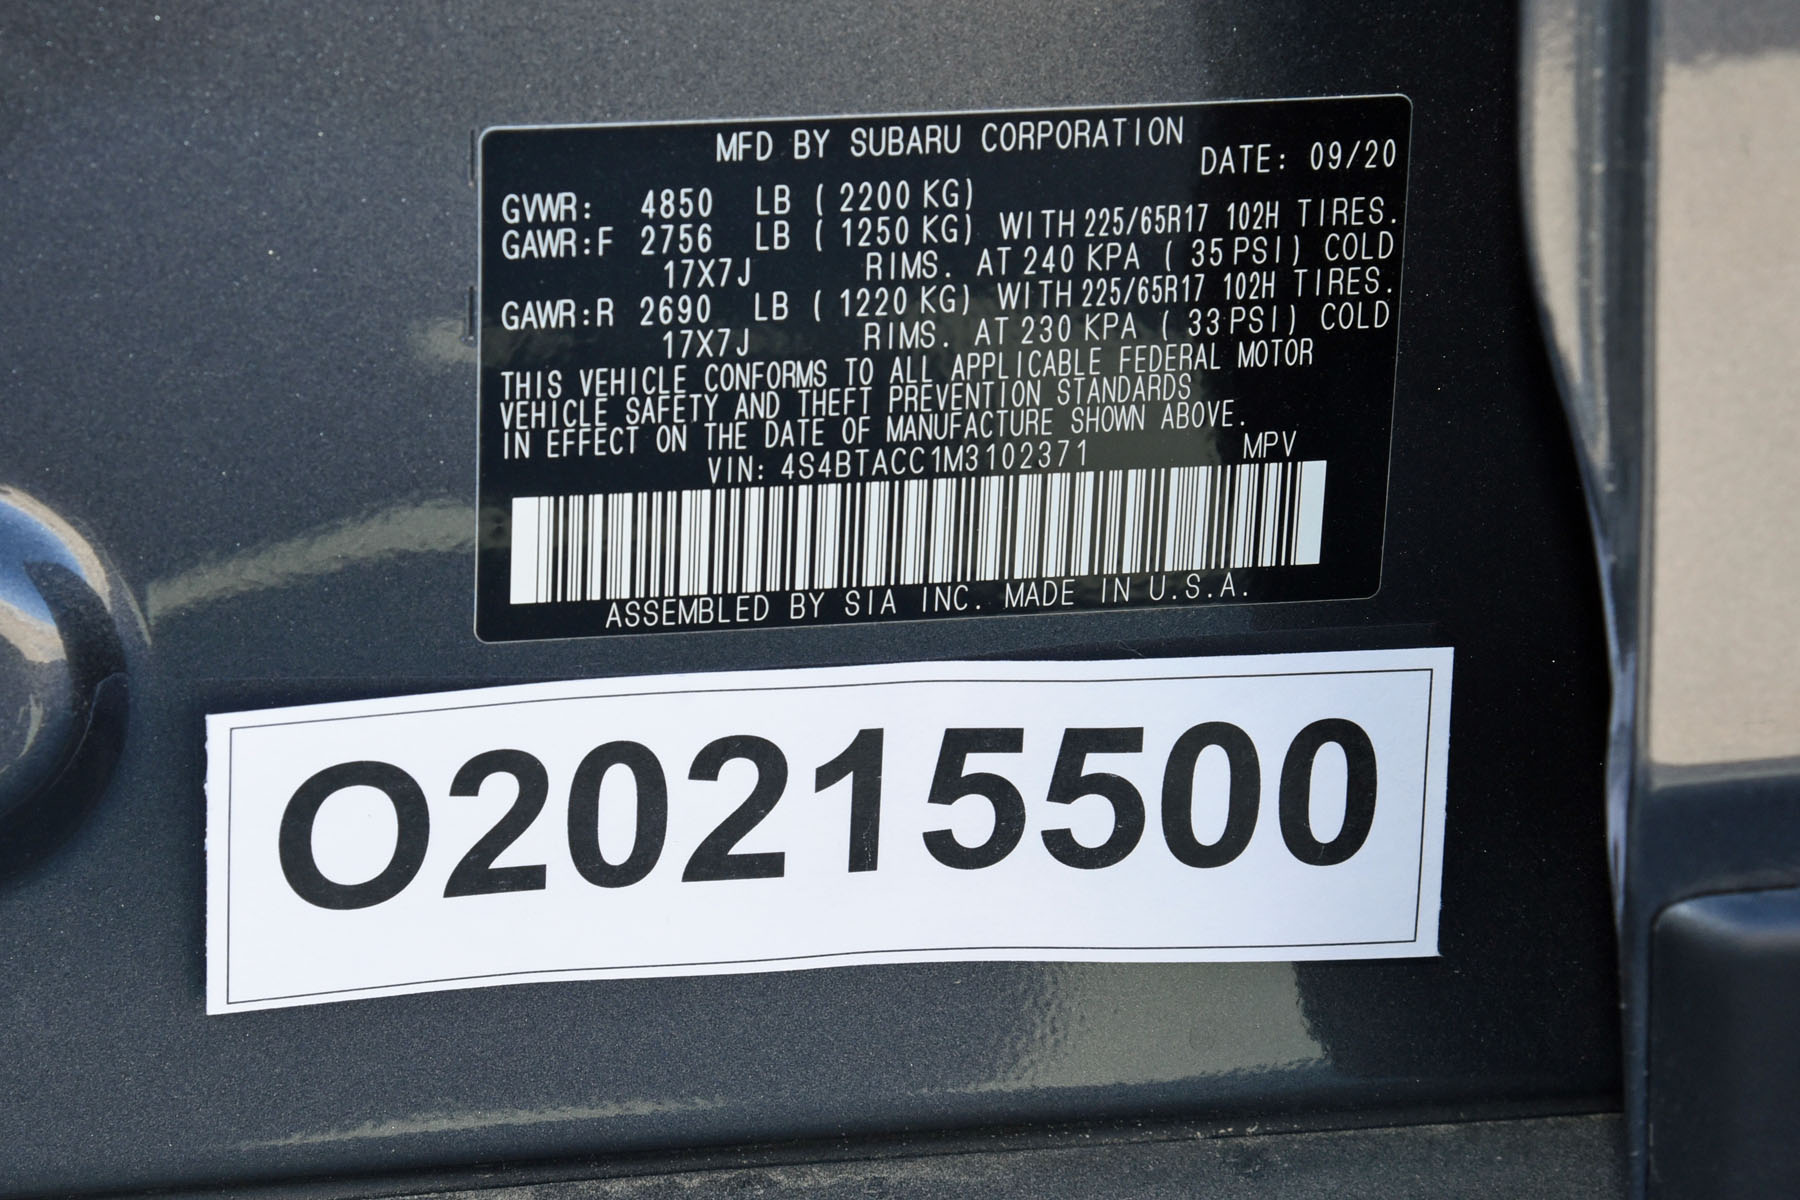 MFD BY SUBARU CORPORATION
DATE: 09/20
GVWR: 4850 LB ( 2200 KG)
GAWR:F 2756 LB ( 1250 KG) WITH 225/65R17 102H TIRES.
17X7J RIMS. AT 240 KPA ( 35 PSI) COLD
GAWR:R 2690 LB ( 1220 KG) WITH 225/65R17 102H TIRES.
17X7J RIMS. AT 230 KPA ( 33 PSI) COLD
THIS VEHICLE CONFORMS TO ALL APPLICABLE FEDERAL MOTOR
VEHICLE SAFETY AND THEFT PREVENTION STANDARDS
IN EFFECT ON THE DATE OF MANUFACTURE SHOWN ABOVE.
VIN: 4S4BTACC1M3102371 MPV
ASSEMBLED BY SIA INC. MADE IN U.S.A.
O20215500